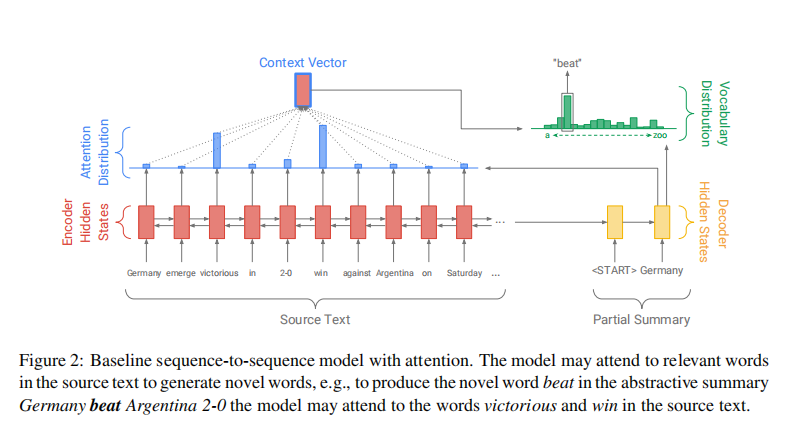 Context Vector
"beat"
a
zoo
Vocabulary
Distribution
Attention
Distribution
Encoder
Hidden
States
...
Decoder
Hidden States
Germany emerge victorious in 2-0 win against Argentina on Saturday ...
<START> Germany
Source Text
Partial Summary
Figure 2: Baseline sequence-to-sequence model with attention. The model may attend to relevant words
in the source text to generate novel words, e.g., to produce the novel word beat in the abstractive summary
Germany beat Argentina 2-0 the model may attend to the words victorious and win in the source text.